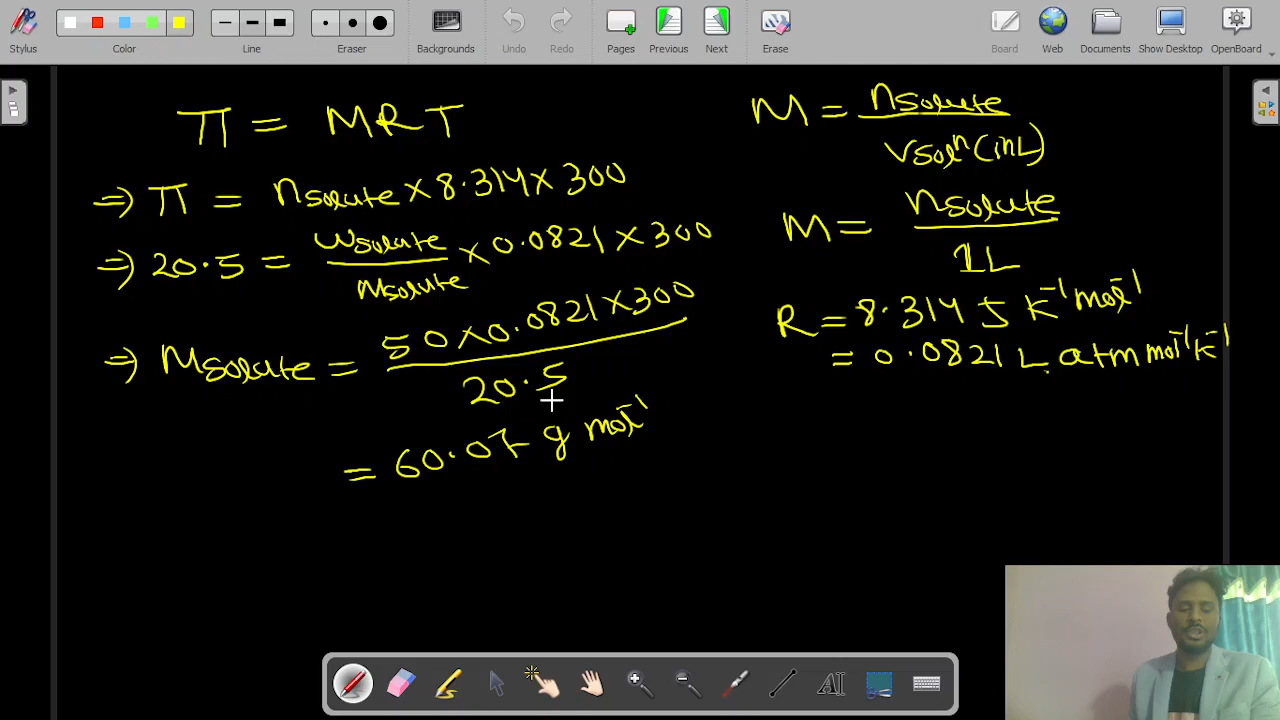 Stylus
Color
Line
Eraser
Backgrounds
Undo
Redo
Pages
Previous
Next
Erase
Board
Web
Documents
Show Desktop
OpenBoard
π = MRT
⇒ π = nsolute × 8.314 × 300
⇒ 20.5 = wsolute/Msolute × 0.0821 × 300
⇒ Msolute = 50×0.0821×300/20.5
= 60.07 g mol⁻¹
M = nsolute/Vsolⁿ(in L)
M = nsolute/1L
R = 8.314 J K⁻¹ mol⁻¹
= 0.0821 L atm mol⁻¹ K⁻¹
AI